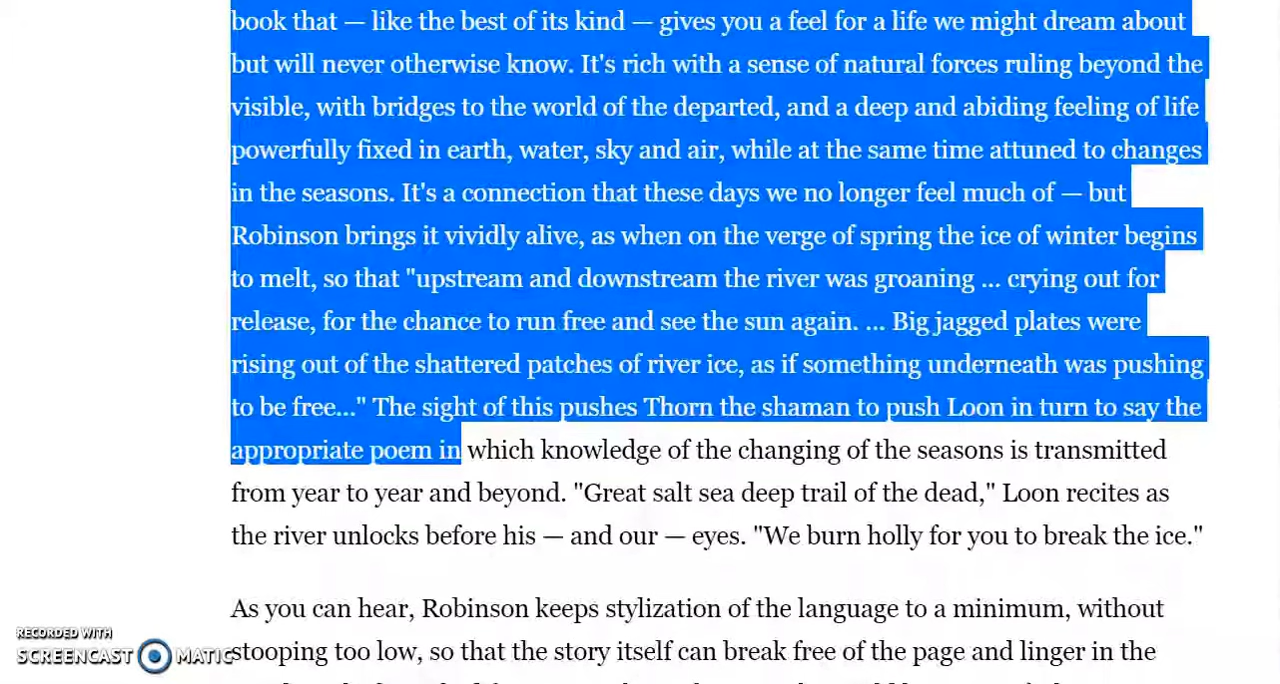 book that — like the best of its kind — gives you a feel for a life we might dream about
but will never otherwise know. It's rich with a sense of natural forces ruling beyond the
visible, with bridges to the world of the departed, and a deep and abiding feeling of life
powerfully fixed in earth, water, sky and air, while at the same time attuned to changes
in the seasons. It's a connection that these days we no longer feel much of — but
Robinson brings it vividly alive, as when on the verge of spring the ice of winter begins
to melt, so that "upstream and downstream the river was groaning ... crying out for
release, for the chance to run free and see the sun again. ... Big jagged plates were
rising out of the shattered patches of river ice, as if something underneath was pushing
to be free..." The sight of this pushes Thorn the shaman to push Loon in turn to say the
appropriate poem in which knowledge of the changing of the seasons is transmitted
from year to year and beyond. "Great salt sea deep trail of the dead," Loon recites as
the river unlocks before his — and our — eyes. "We burn holly for you to break the ice."
As you can hear, Robinson keeps stylization of the language to a minimum, without
stooping too low, so that the story itself can break free of the page and linger in the
RECORDED WITH
SCREENCAST MATIC